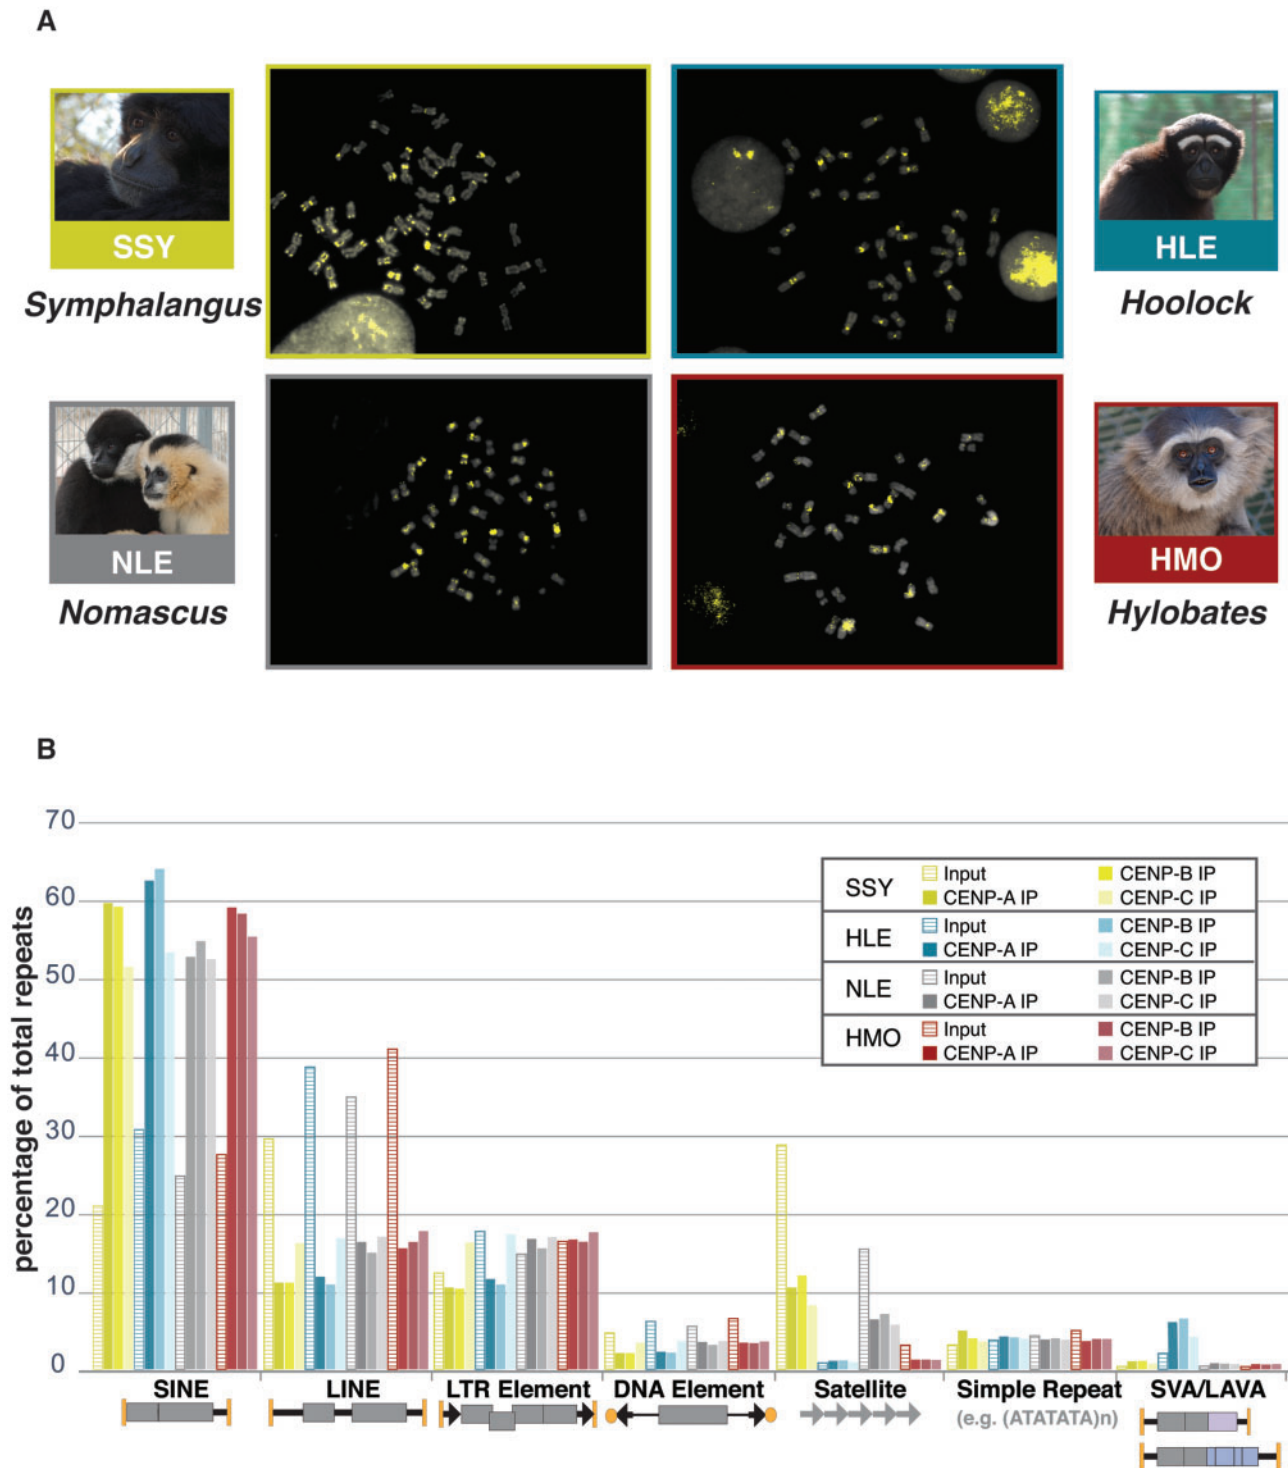 A
SSY
Symphalangus
HLE
Hoolock
NLE
Nomascus
HMO
Hylobates
B
percentage of total repeats
70
60
50
40
30
20
10
0
SSY
Input
CENP-A IP
CENP-B IP
CENP-C IP
HLE
Input
CENP-A IP
CENP-B IP
CENP-C IP
NLE
Input
CENP-A IP
CENP-B IP
CENP-C IP
HMO
Input
CENP-A IP
CENP-B IP
CENP-C IP
SINE
LINE
LTR Element
DNA Element
Satellite
Simple Repeat
(e.g. (ATATATA)n)
SVA/LAVA